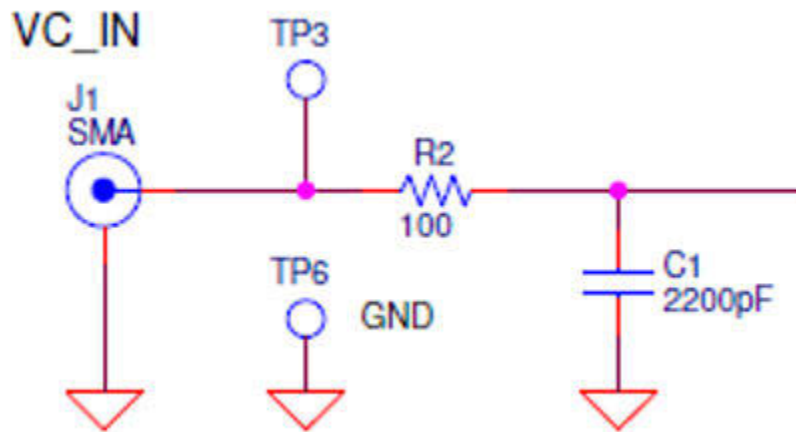 VC_IN
TP3
J1
SMA
R2
100
TP6
GND
C1
2200pF